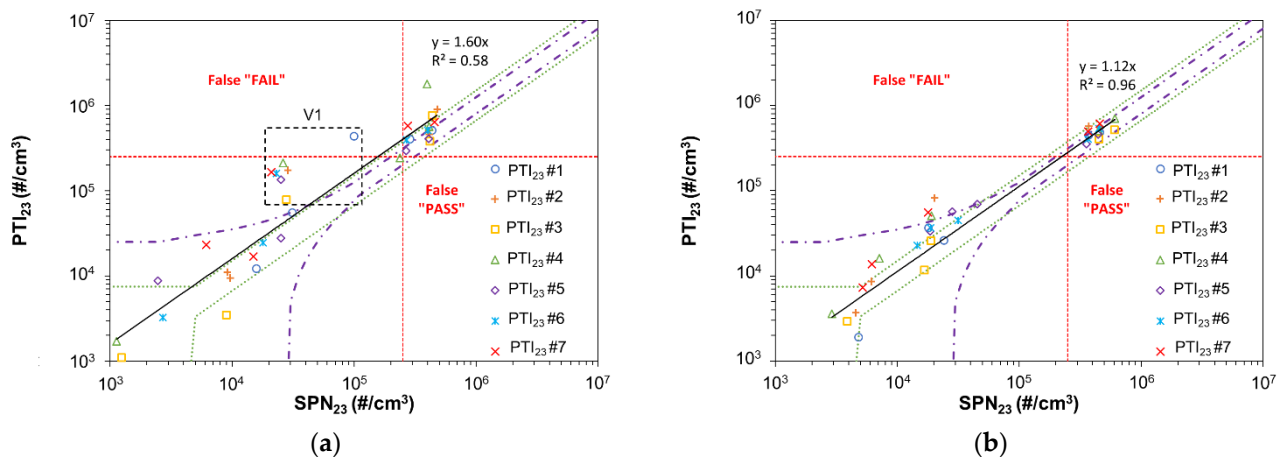 10⁷
10⁶
10⁵
10⁴
10³
PTI₂₃ (#/cm³)
False "FAIL"
V1
y = 1.60x
R² = 0.58
False
"PASS"
PTI₂₃ #1
PTI₂₃ #2
PTI₂₃ #3
PTI₂₃ #4
PTI₂₃ #5
PTI₂₃ #6
PTI₂₃ #7
10³ 10⁴ 10⁵ 10⁶ 10⁷
SPN₂₃ (#/cm³)
(a)
10⁷
10⁶
10⁵
10⁴
10³
PTI₂₃ (#/cm³)
False "FAIL"
y = 1.12x
R² = 0.96
False
"PASS"
PTI₂₃ #1
PTI₂₃ #2
PTI₂₃ #3
PTI₂₃ #4
PTI₂₃ #5
PTI₂₃ #6
PTI₂₃ #7
10³ 10⁴ 10⁵ 10⁶ 10⁷
SPN₂₃ (#/cm³)
(b)